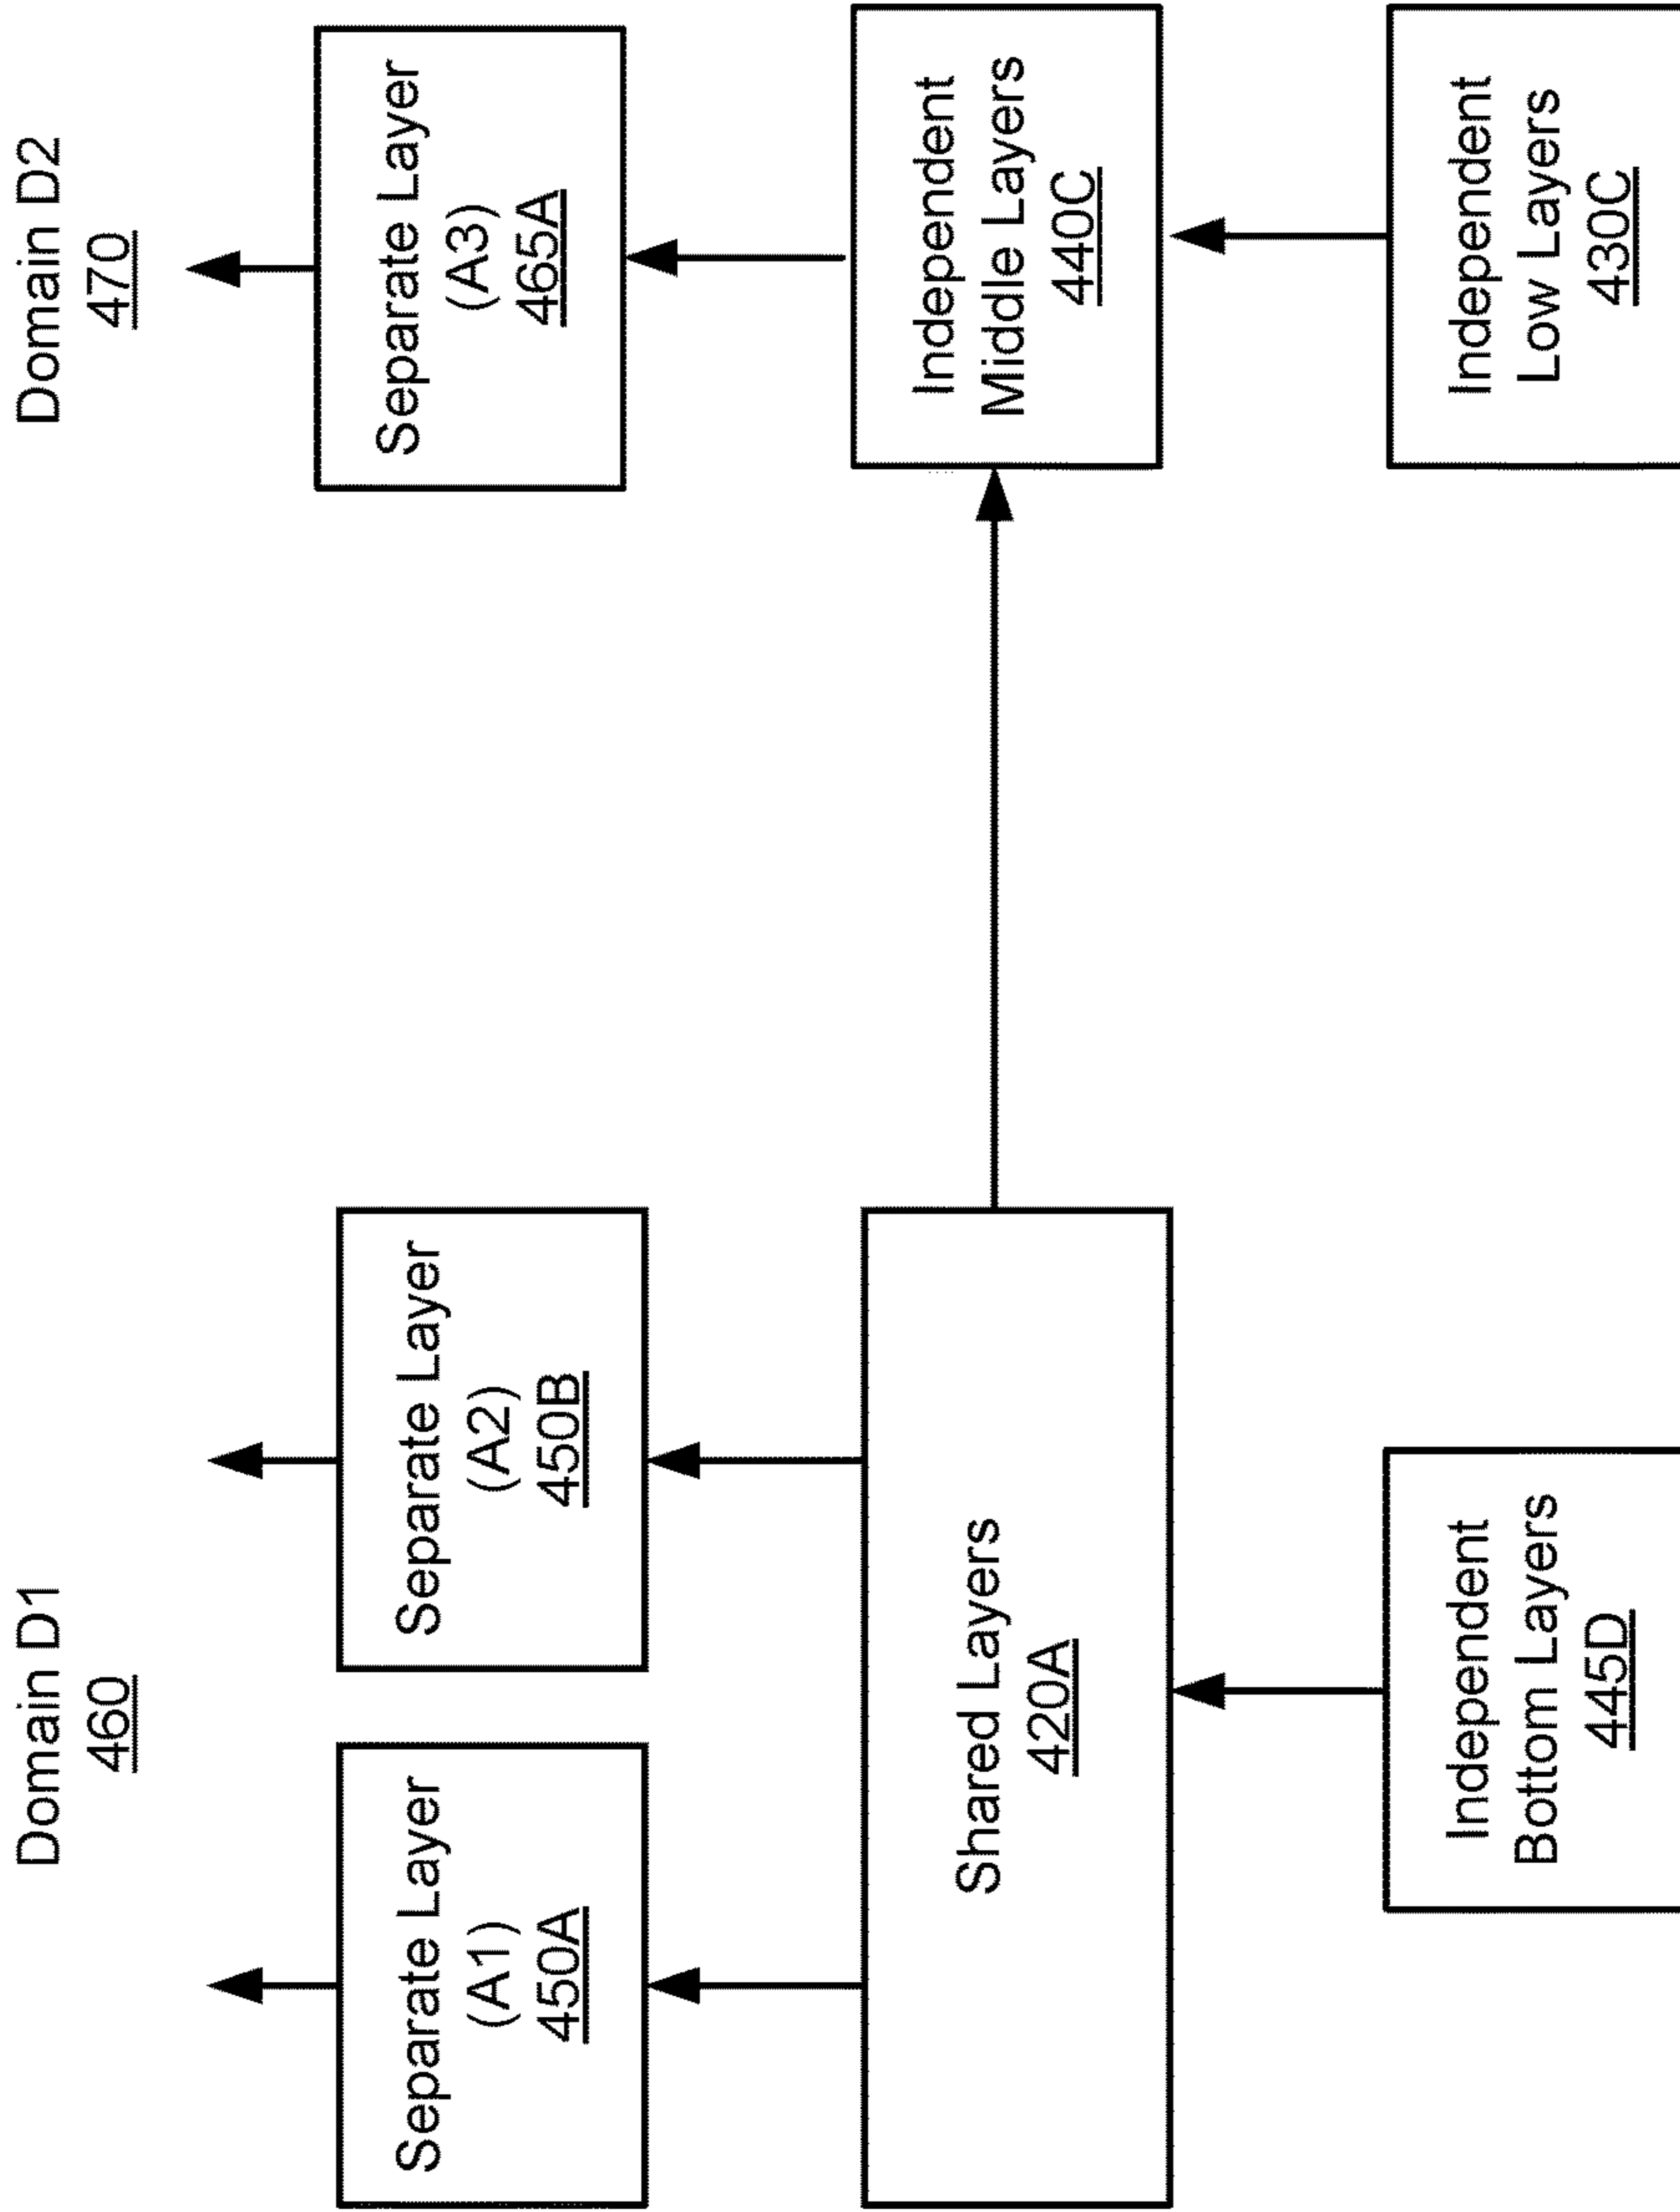 Domain D1
460
Domain D2
470
Separate Layer
(A1)
450A
Separate Layer
(A2)
450B
Separate Layer
(A3)
465A
Shared Layers
420A
Independent
Middle Layers
440C
Independent
Bottom Layers
445D
Independent
Low Layers
430C